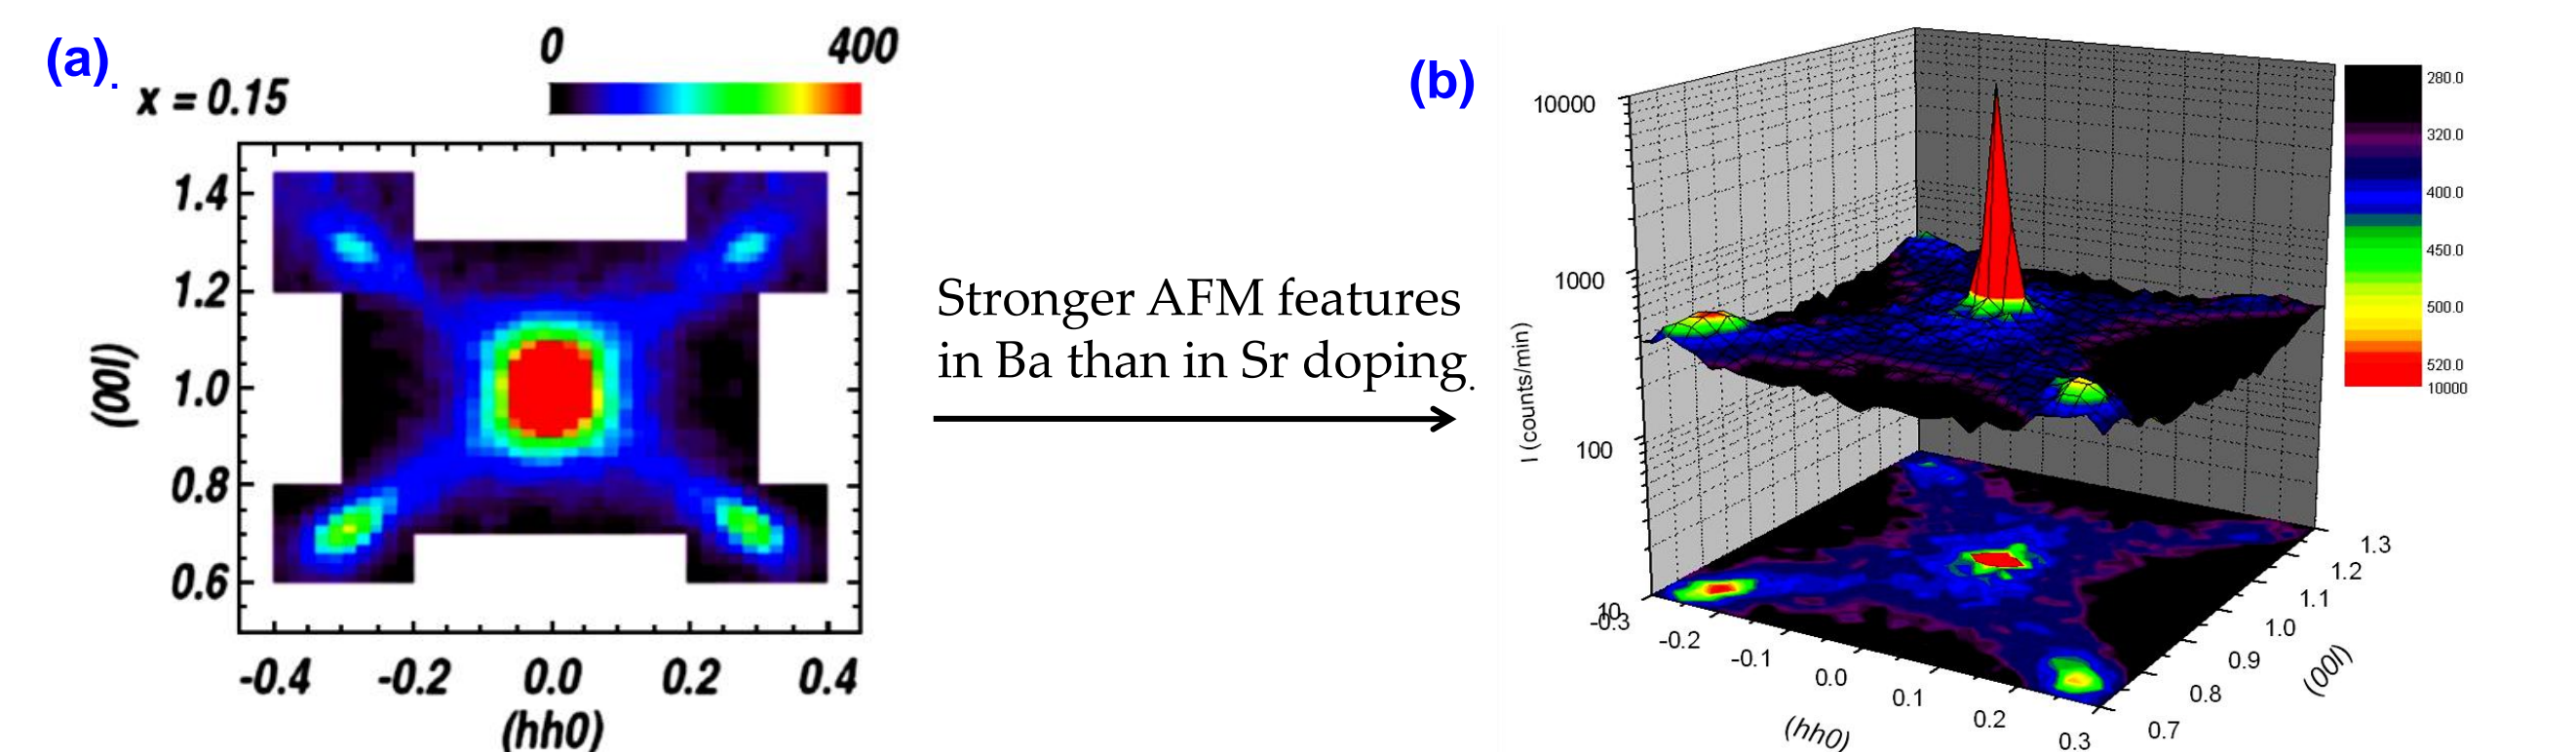 (a).
x = 0.15
0 400
1.4
1.2
1.0
0.8
0.6
(00l)
-0.4 -0.2 0.0 0.2 0.4
(hh0)
Stronger AFM features
in Ba than in Sr doping.
(b)
10000
1000
100
10
I (counts/min)
-0.3
-0.2
-0.1
0.0
0.1
0.2
0.3
(hh0)
0.7
0.8
0.9
1.0
1.1
1.2
1.3
(00l)
280.0
320.0
400.0
450.0
500.0
520.0
10000